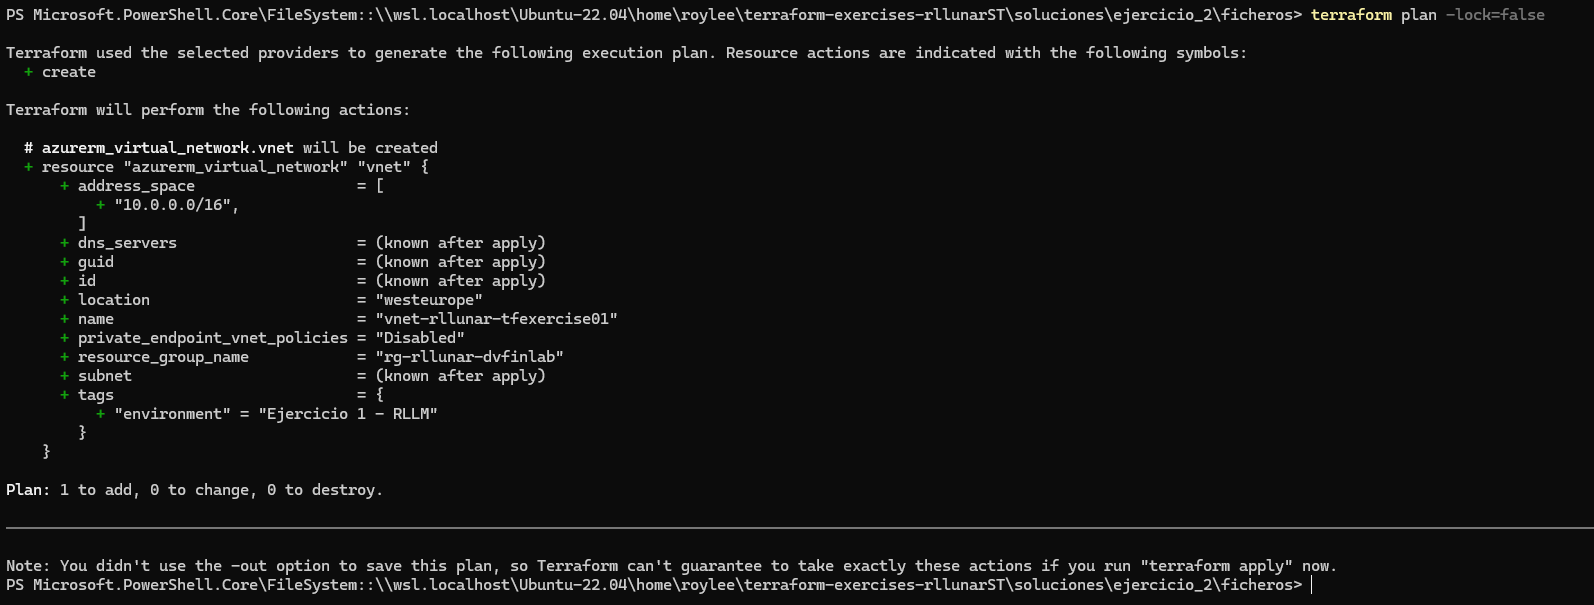 PS Microsoft.PowerShell.Core\FileSystem::\\wsl.localhost\Ubuntu-22.04\home\roylee\terraform-exercises-rllunarST\soluciones\ejercicio_2\ficheros> terraform plan -lock=false
Terraform used the selected providers to generate the following execution plan. Resource actions are indicated with the following symbols:
  + create
Terraform will perform the following actions:
  # azurerm_virtual_network.vnet will be created
  + resource "azurerm_virtual_network" "vnet" {
      + address_space                  = [
          + "10.0.0.0/16",
        ]
      + dns_servers                    = (known after apply)
      + guid                           = (known after apply)
      + id                             = (known after apply)
      + location                       = "westeurope"
      + name                           = "vnet-rllunar-tfexercise01"
      + private_endpoint_vnet_policies = "Disabled"
      + resource_group_name            = "rg-rllunar-dvfinlab"
      + subnet                         = (known after apply)
      + tags                           = {
          + "environment" = "Ejercicio 1 - RLLM"
        }
    }
Plan: 1 to add, 0 to change, 0 to destroy.
Note: You didn't use the -out option to save this plan, so Terraform can't guarantee to take exactly these actions if you run "terraform apply" now.
PS Microsoft.PowerShell.Core\FileSystem::\\wsl.localhost\Ubuntu-22.04\home\roylee\terraform-exercises-rllunarST\soluciones\ejercicio_2\ficheros>